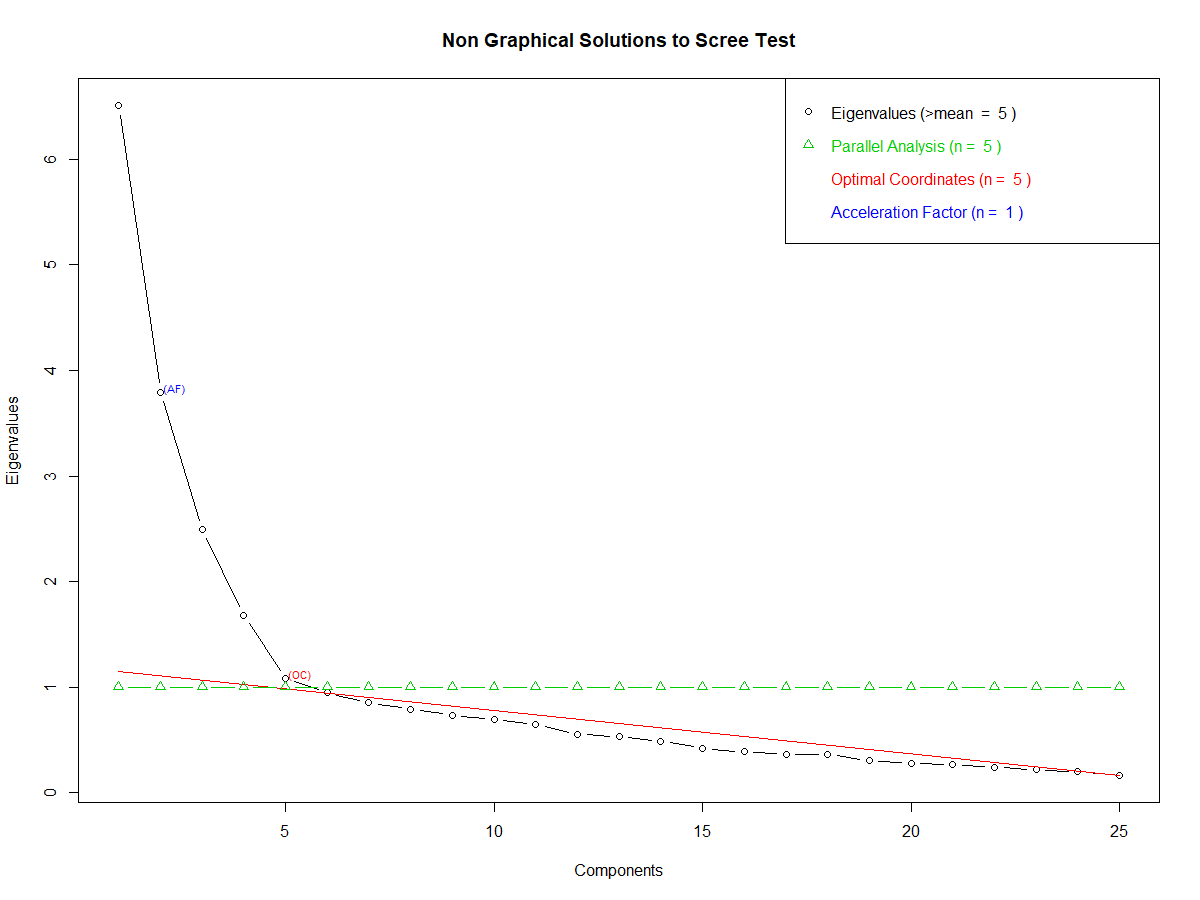 Non Graphical Solutions to Scree Test
Eigenvalues (>mean = 5 )
Parallel Analysis (n = 5 )
Optimal Coordinates (n = 5 )
Acceleration Factor (n = 1 )
6
5
4
3
2
1
0
Eigenvalues
(AF)
(OC)
5 10 15 20 25
Components